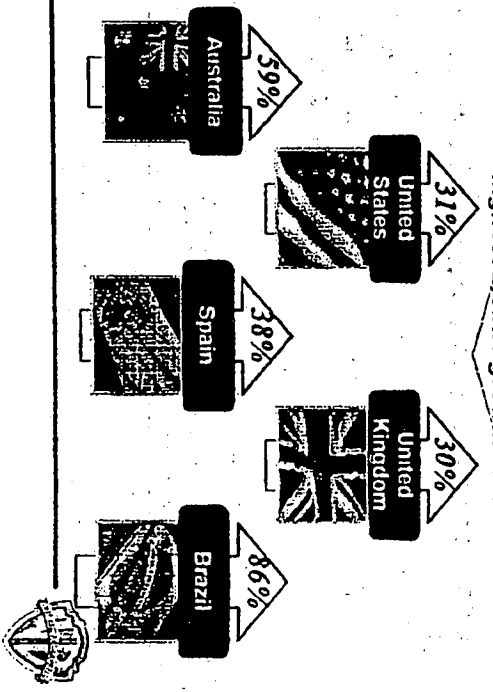 31%
United
States
30%
United
Kingdom
59%
Australia
38%
Spain
86%
Brazil